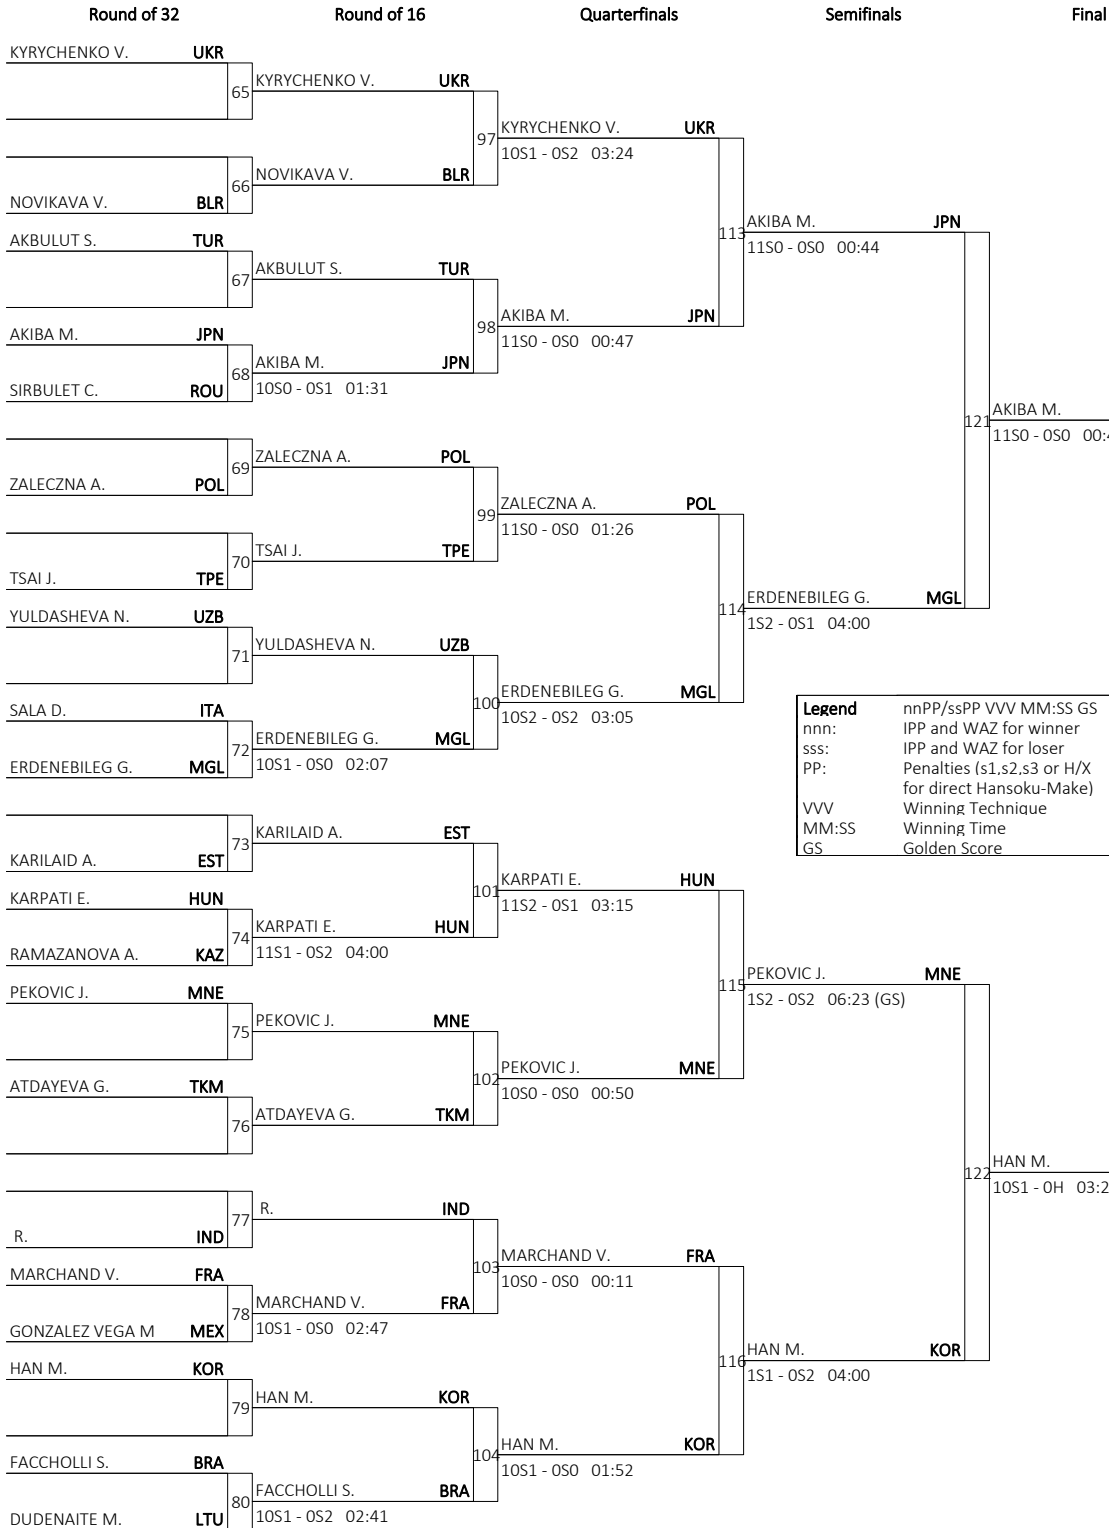 Round of 32
Round of 16
Quarterfinals
Semifinals
Final
KYRYCHENKO V. UKR
65
NOVIKAVA V. BLR
66
AKBULUT S. TUR
67
AKIBA M. JPN
68
SIRBULET C. ROU
69
ZALECZNA A. POL
70
TSAI J. TPE
YULDASHEVA N. UZB
71
SALA D. ITA
72
ERDENEBILEG G. MGL
73
KARILAID A. EST
KARPATI E. HUN
74
RAMAZANOVA A. KAZ
PEKOVIC J. MNE
75
ATDAYEVA G. TKM
76
77
R. IND
MARCHAND V. FRA
78
GONZALEZ VEGA M MEX
HAN M. KOR
79
FACCHOLLI S. BRA
80
DUDENAITE M. LTU
KYRYCHENKO V. UKR
97
NOVIKAVA V. BLR
AKBULUT S. TUR
98
AKIBA M. JPN
10S0 - 0S1 01:31
ZALECZNA A. POL
99
TSAI J. TPE
YULDASHEVA N. UZB
100
ERDENEBILEG G. MGL
10S1 - 0S0 02:07
KARILAID A. EST
101
KARPATI E. HUN
11S1 - 0S2 04:00
PEKOVIC J. MNE
102
ATDAYEVA G. TKM
R. IND
103
MARCHAND V. FRA
10S1 - 0S0 02:47
HAN M. KOR
104
FACCHOLLI S. BRA
10S1 - 0S2 02:41
KYRYCHENKO V. UKR
10S1 - 0S2 03:24
113
AKIBA M. JPN
11S0 - 0S0 00:47
ZALECZNA A. POL
11S0 - 0S0 01:26
114
ERDENEBILEG G. MGL
10S2 - 0S2 03:05
KARPATI E. HUN
11S2 - 0S1 03:15
115
PEKOVIC J. MNE
10S0 - 0S0 00:50
MARCHAND V. FRA
10S0 - 0S0 00:11
116
HAN M. KOR
10S1 - 0S0 01:52
AKIBA M. JPN
11S0 - 0S0 00:44
121
ERDENEBILEG G. MGL
1S2 - 0S1 04:00
PEKOVIC J. MNE
1S2 - 0S2 06:23 (GS)
122
HAN M. KOR
1S1 - 0S2 04:00
AKIBA M.
11S0 - 0S0
HAN M.
10S1 - 0H
Legend nnPP/ssPP VVV MM:SS GS
nnn: IPP and WAZ for winner
sss: IPP and WAZ for loser
PP: Penalties (s1,s2,s3 or H/X
for direct Hansoku-Make)
VVV Winning Technique
MM:SS Winning Time
GS Golden Score